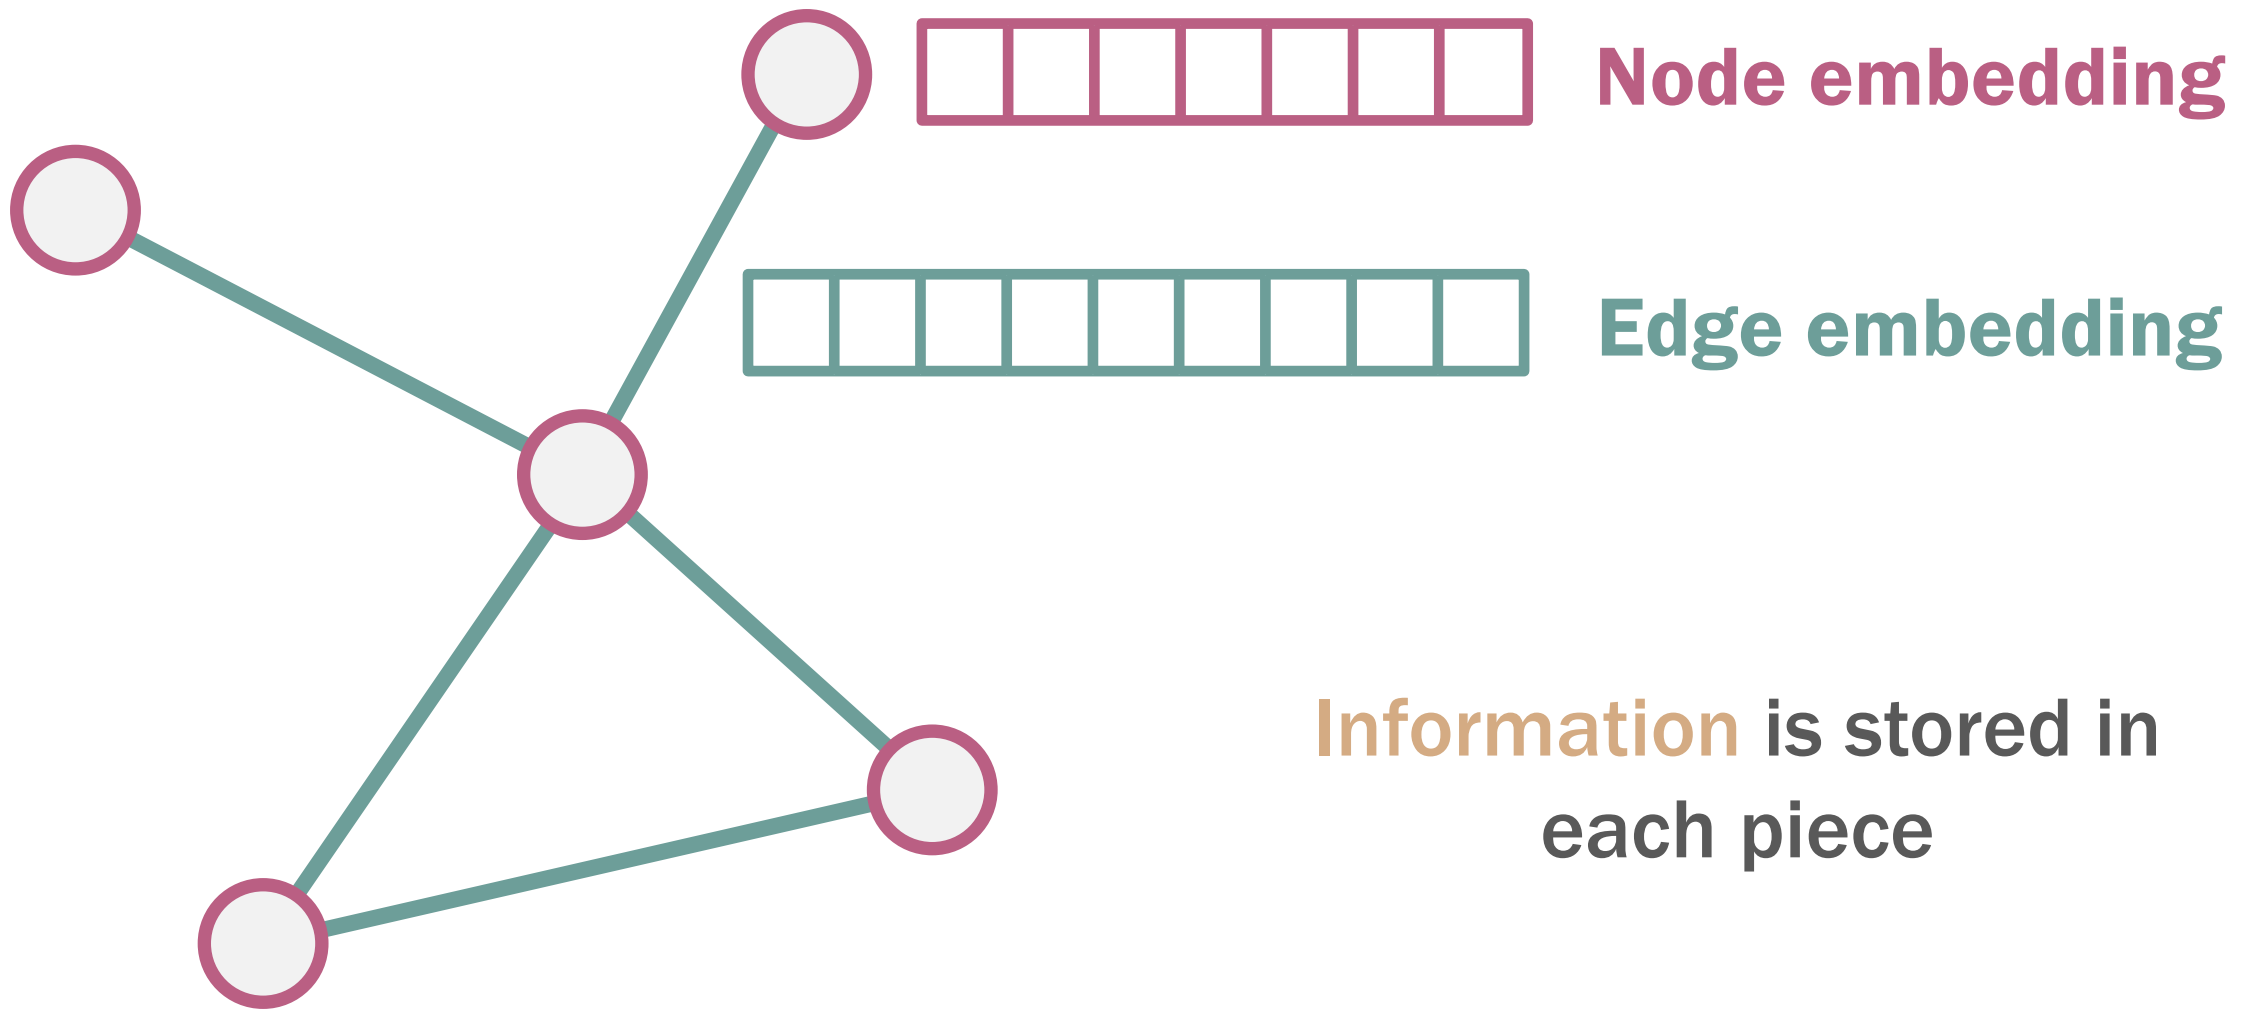 Node embedding
Edge embedding
Information is stored in
each piece